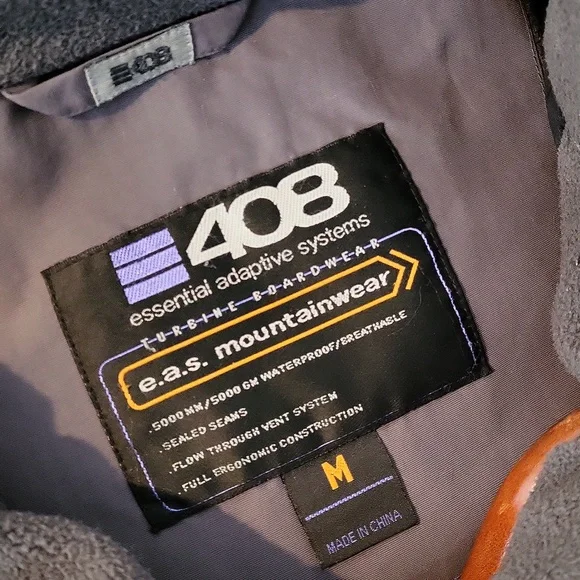 408
408
essential adaptive systems
TURBINE BOARDWEAR
e.a.s. mountainwear
.5000 MM/5000 GM WATERPROOF/BREATHABLE
.SEALED SEAMS
.FLOW THROUGH VENT SYSTEM
.FULL ERGONOMIC CONSTRUCTION
M
MADE IN CHINA